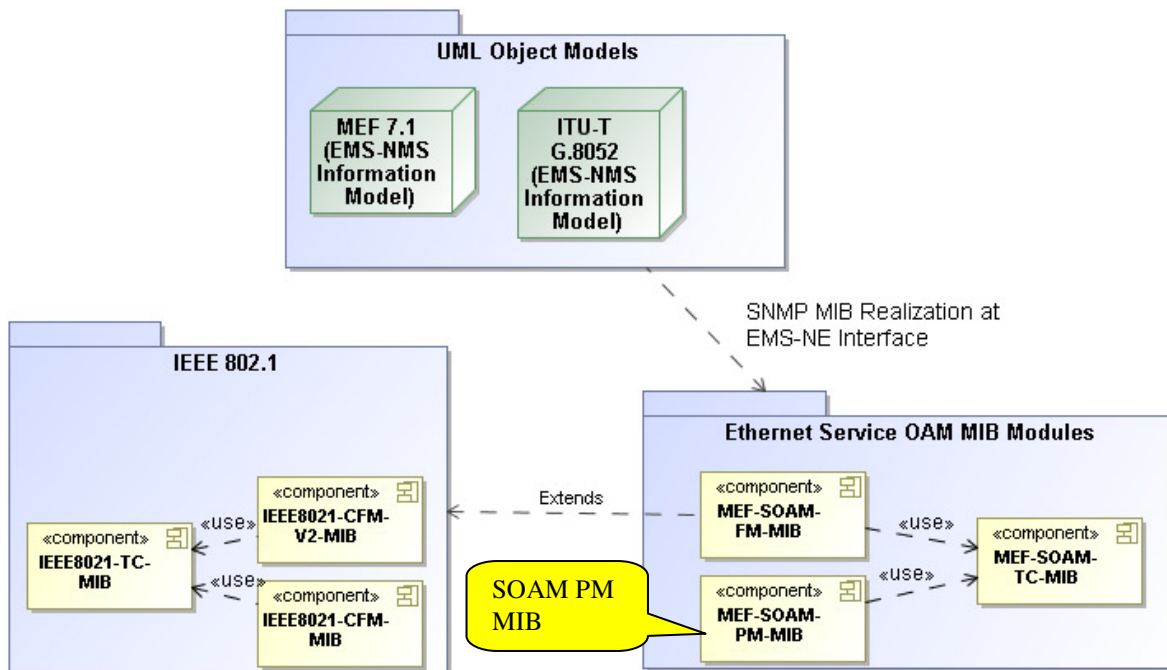 UML Object Models
MEF 7.1
(EMS-NMS
Information
Model)
ITU-T
G.8052
(EMS-NMS
Information
Model)
SNMP MIB Realization at
EMS-NE Interface
IEEE 802.1
«component»
IEEE8021-TC-
MIB
«use»
«use»
«component»
IEEE8021-CFM-
V2-MIB
«component»
IEEE8021-CFM-
MIB
Extends
Ethernet Service OAM MIB Modules
«component»
MEF-SOAM-
FM-MIB
«use»
«use»
«component»
MEF-SOAM-
TC-MIB
«component»
MEF-SOAM-
PM-MIB
SOAM PM
MIB